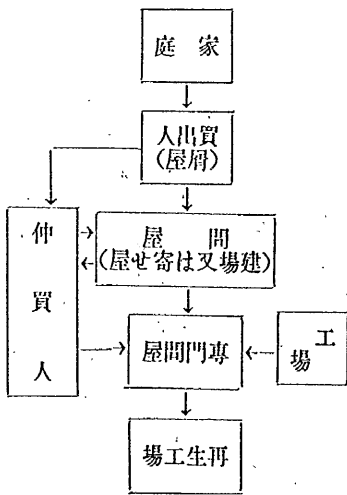 家庭
買出人
(屑屋)
仲買人
問屋
(建場又は寄せ屋)
專門問屋
工場
再生工場